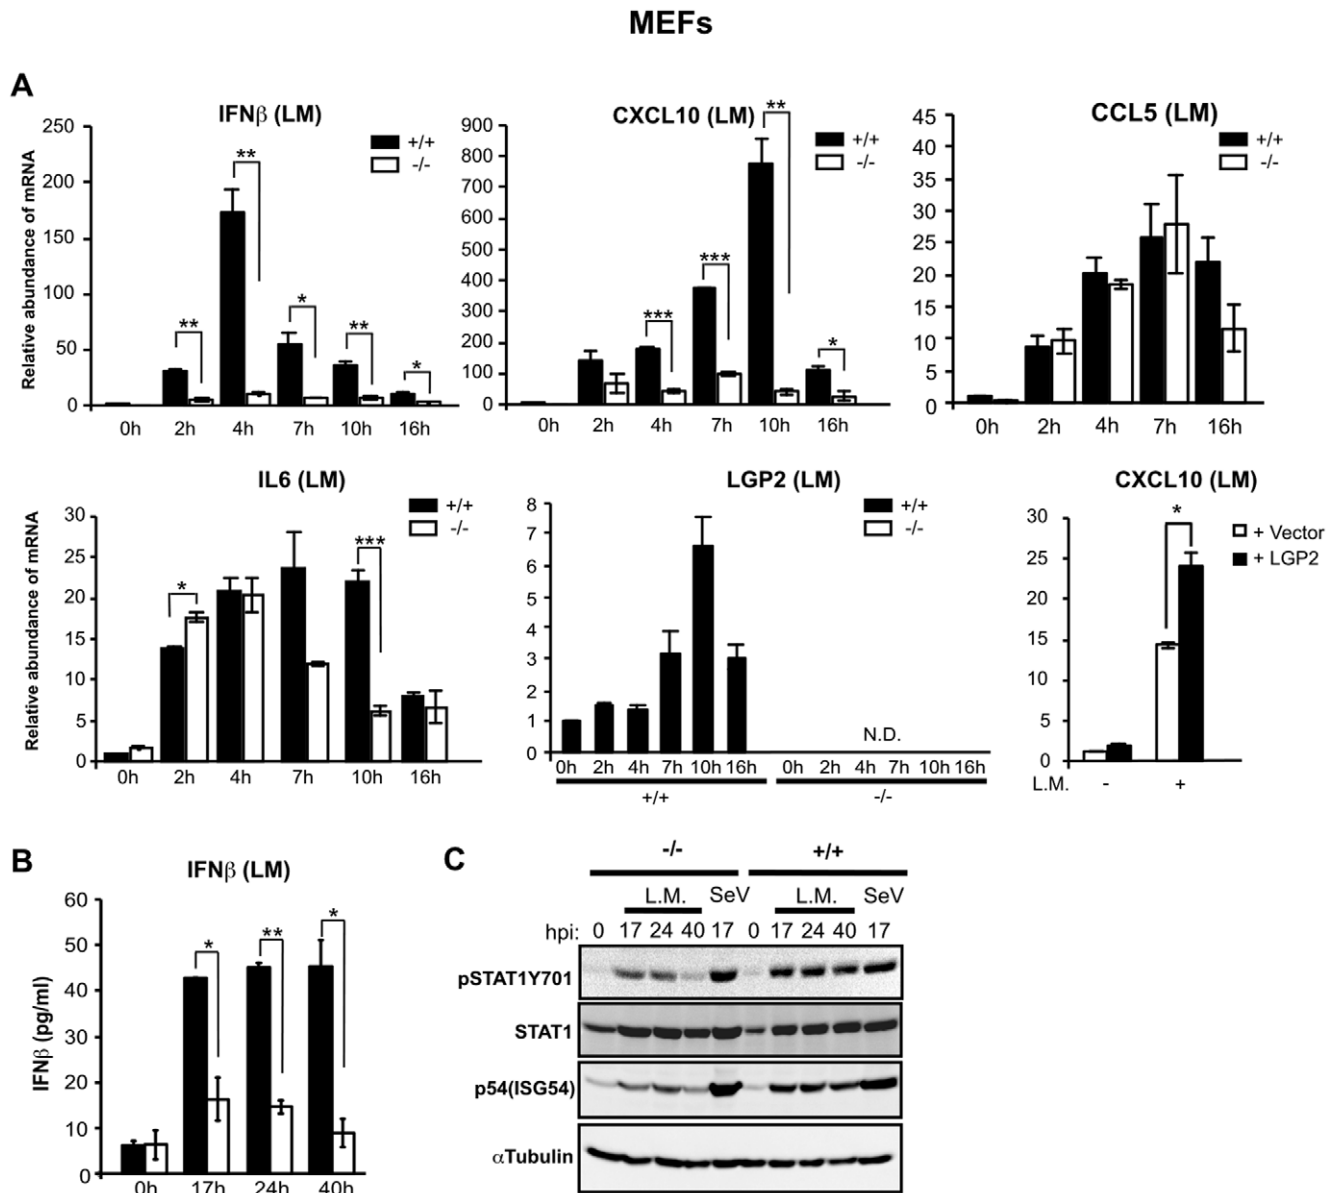 MEFs
A
IFNβ (LM)
CXCL10 (LM)
CCL5 (LM)
Relative abundance of mRNA
250
200
150
100
50
0
+/+
-/-
**
**
*
**
*
0h 2h 4h 7h 10h 16h
900
800
700
600
500
400
300
200
100
0
+/+
-/-
***
***
**
*
0h 2h 4h 7h 10h 16h
45
40
35
30
25
20
15
10
5
0
+/+
-/-
0h 2h 4h 7h 16h
IL6 (LM)
LGP2 (LM)
CXCL10 (LM)
Relative abundance of mRNA
30
25
20
15
10
5
0
+/+
-/-
*
***
0h 2h 4h 7h 10h 16h
8
7
6
5
4
3
2
1
0
+/+
-/-
N.D.
0h 2h 4h 7h 10h 16h 0h 2h 4h 7h 10h 16h
+/+ -/-
30
25
20
15
10
5
0
*
+ Vector
+ LGP2
L.M. - +
B
IFNβ (LM)
IFNβ (pg/ml)
60
50
40
30
20
10
0
*
**
*
0h 17h 24h 40h
C
-/- +/+
L.M. SeV L.M. SeV
hpi: 0 17 24 40 17 0 17 24 40 17
pSTAT1Y701
STAT1
p54(ISG54)
αTubulin